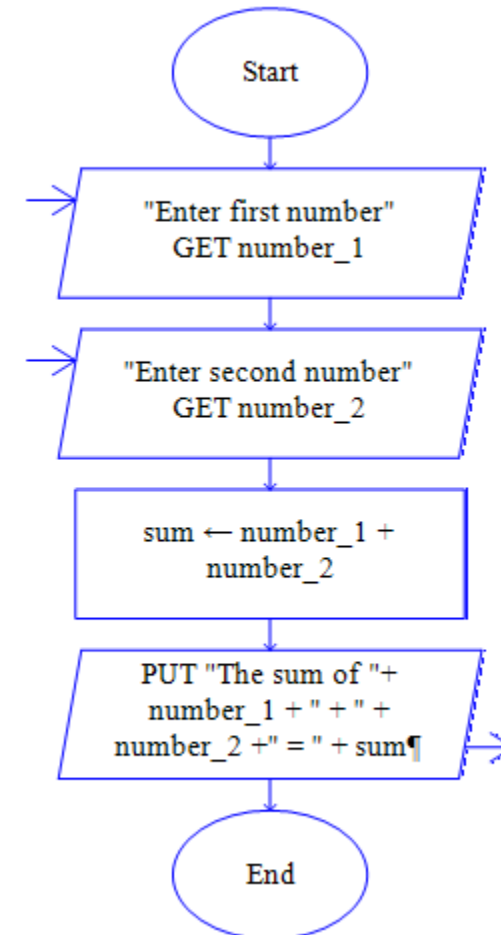 Start
"Enter first number"
GET number_1
"Enter second number"
GET number_2
sum ← number_1 +
number_2
PUT "The sum of "+
number_1 + " + " +
number_2 +" = " + sum¶
End